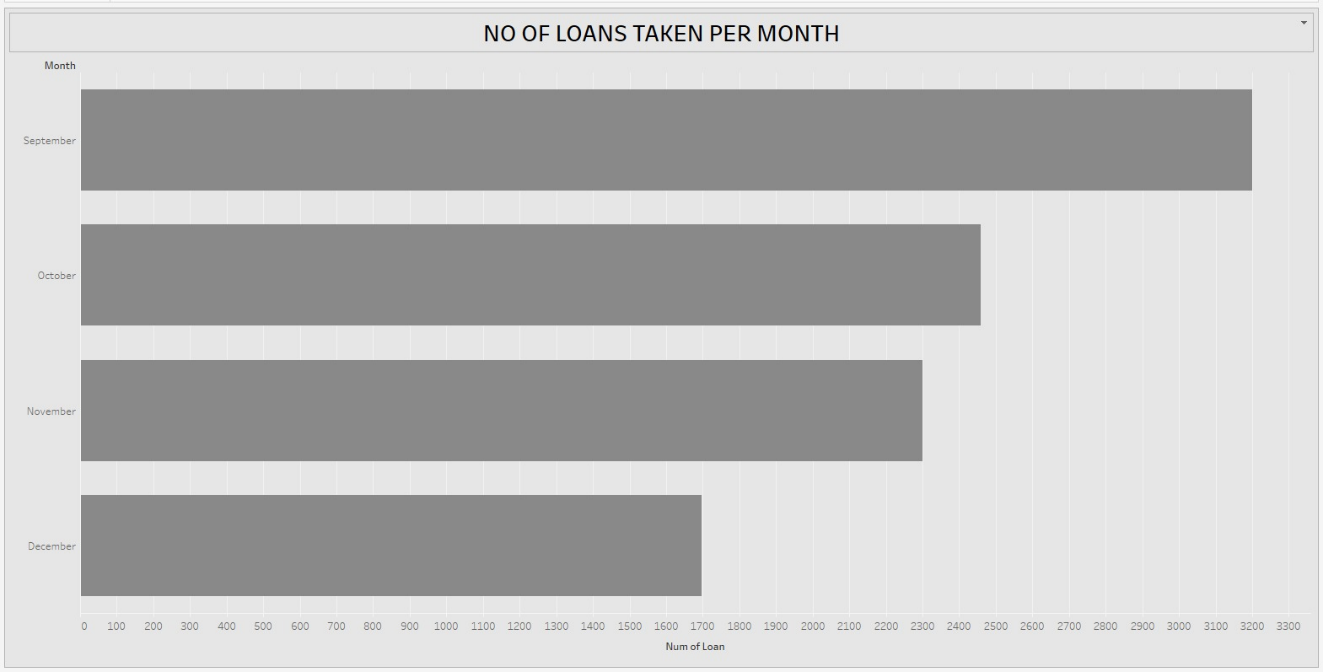 NO OF LOANS TAKEN PER MONTH
Month
September
October
November
December
0 100 200 300 400 500 600 700 800 900 1000 1100 1200 1300 1400 1500 1600 1700 1800 1900 2000 2100 2200 2300 2400 2500 2600 2700 2800 2900 3000 3100 3200 3300
Num of Loan